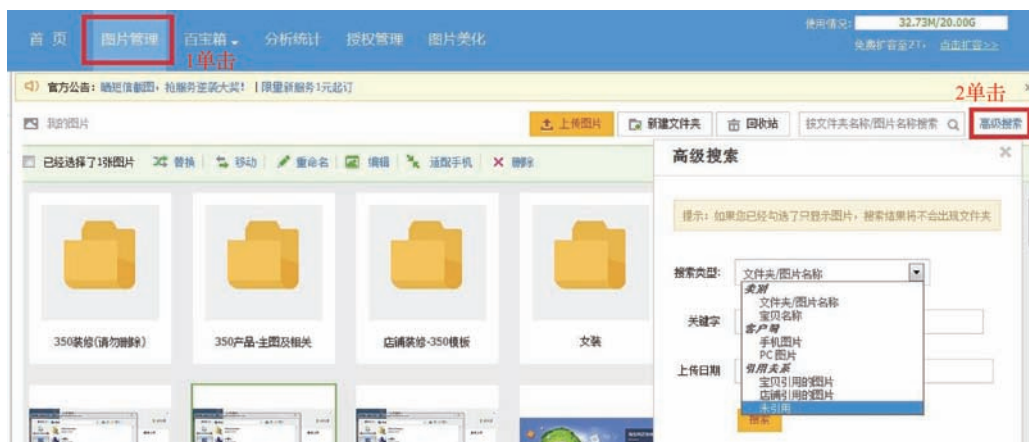 使用情况: 32.73M/20.00G
首 页 图片管理 百宝箱 分析统计 授权管理 图片美化
免费扩容至2T, 点击扩容>>
1单击
官方公告: 晒短信截图,抢服务逆袭大奖! | 限量新服务1元起订
2单击
我的图片 上传图片 新建文件夹 回收站 按文件夹名称/图片名称搜索 高级搜索
已经选择了1张图片 替换 移动 重命名 编辑 适配手机 删除
高级搜索
提示: 如果您已经勾选了只显示图片, 搜索结果将不会出现文件夹
搜索类型: 文件夹/图片名称
类别
文件夹/图片名称
关键字
宝贝名称
客户端
手机图片
PC图片
上传日期
引用关系
宝贝引用的图片
店铺引用的图片
未引用
搜索
350装修(请勿删除) 350产品-主图及相关 店铺装修-350模板 女装